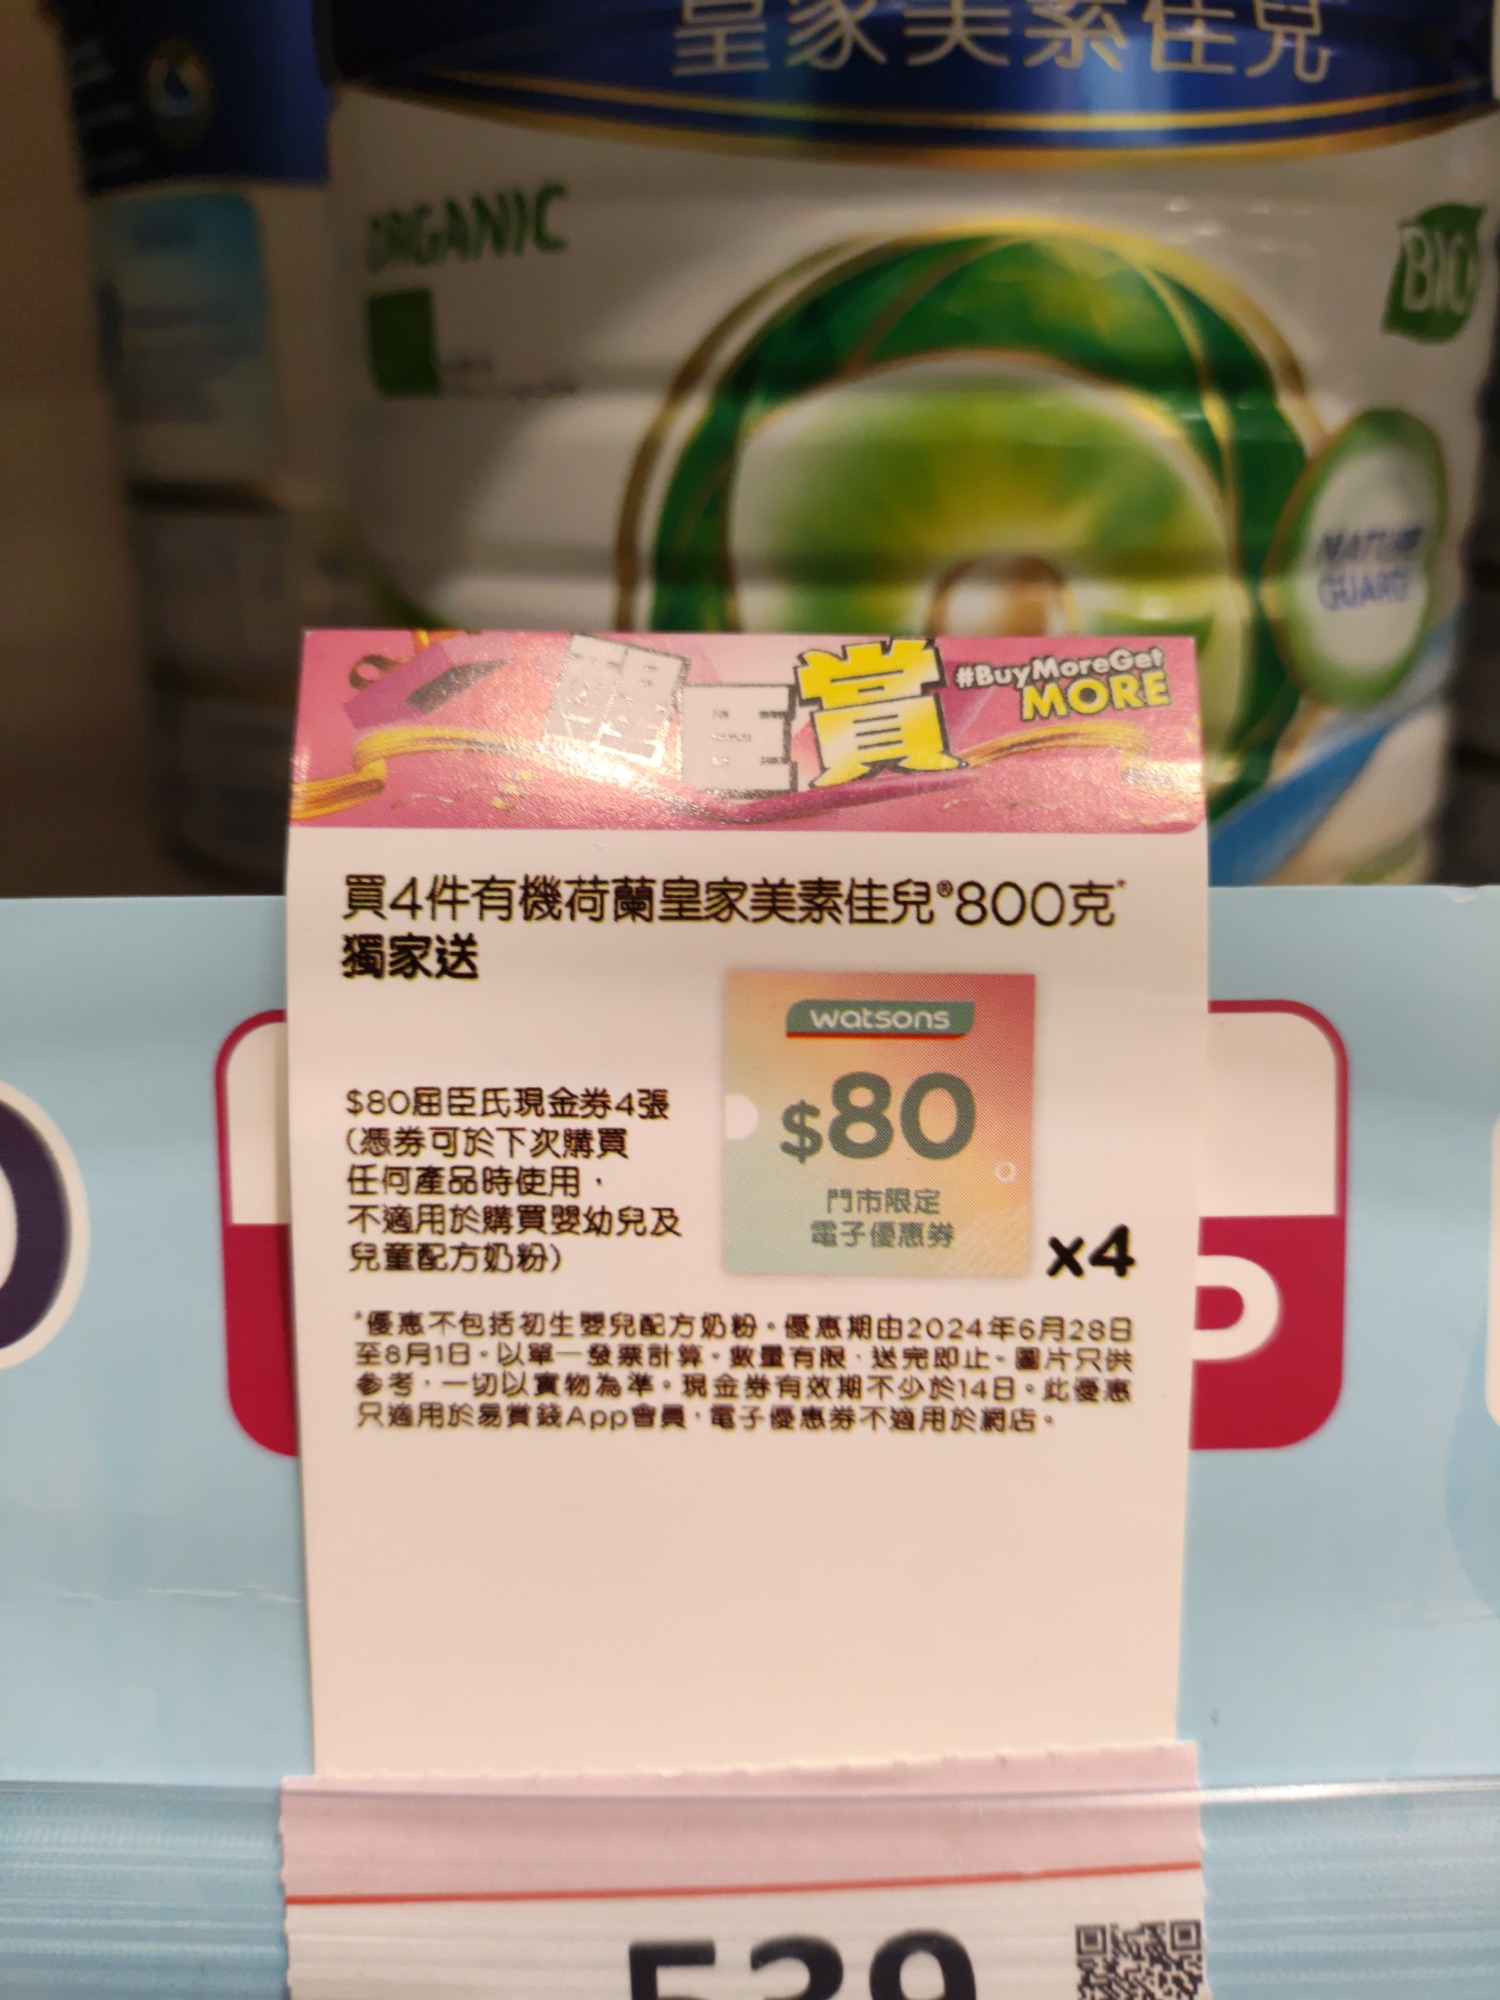 皇家美素佳兒
ORGANIC
BIO
NATURE
GUARD
賞
#BuyMoreGet
MORE
買4件有機荷蘭皇家美素佳兒®800克*
獨家送
watsons
$80
門市限定
電子優惠券
x4
$80屈臣氏現金券4張
(憑券可於下次購買
任何產品時使用，
不適用於購買嬰幼兒及
兒童配方奶粉)
*優惠不包括初生嬰兒配方奶粉。優惠期由2024年6月28日
至8月1日。以單一發票計算。數量有限，送完即止。圖片只供
參考，一切以實物為準。現金券有效期不少於14日。此優惠
只適用於易賞錢App會員，電子優惠券不適用於網店。
539